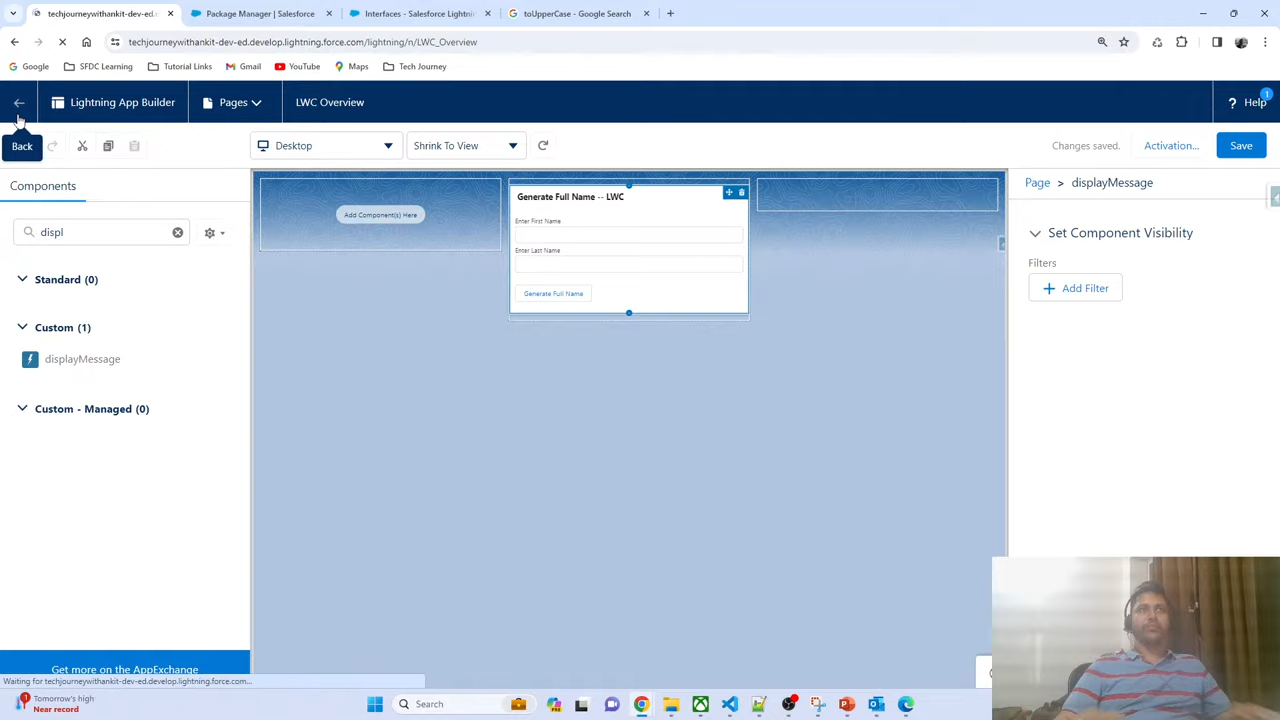 techjourneywithankit-dev-ed.de
Package Manager | Salesforce
Interfaces - Salesforce Lightnin
toUpperCase - Google Search
techjourneywithankit-dev-ed.develop.lightning.force.com/lightning/n/LWC_Overview
Google
SFDC Learning
Tutorial Links
Gmail
YouTube
Maps
Tech Journey
Lightning App Builder
Pages
LWC Overview
? Help
1
Back
Desktop
Shrink To View
Changes saved.
Activation...
Save
Components
Page > displayMessage
displ
Set Component Visibility
Filters
Add Filter
Standard (0)
Custom (1)
displayMessage
Custom - Managed (0)
Add Component(s) Here
Generate Full Name -- LWC
Enter First Name
Enter Last Name
Generate Full Name
Get more on the AppExchange
Waiting for techjourneywithankit-dev-ed.develop.lightning.force.com...
1
Tomorrow's high
Near record
Search